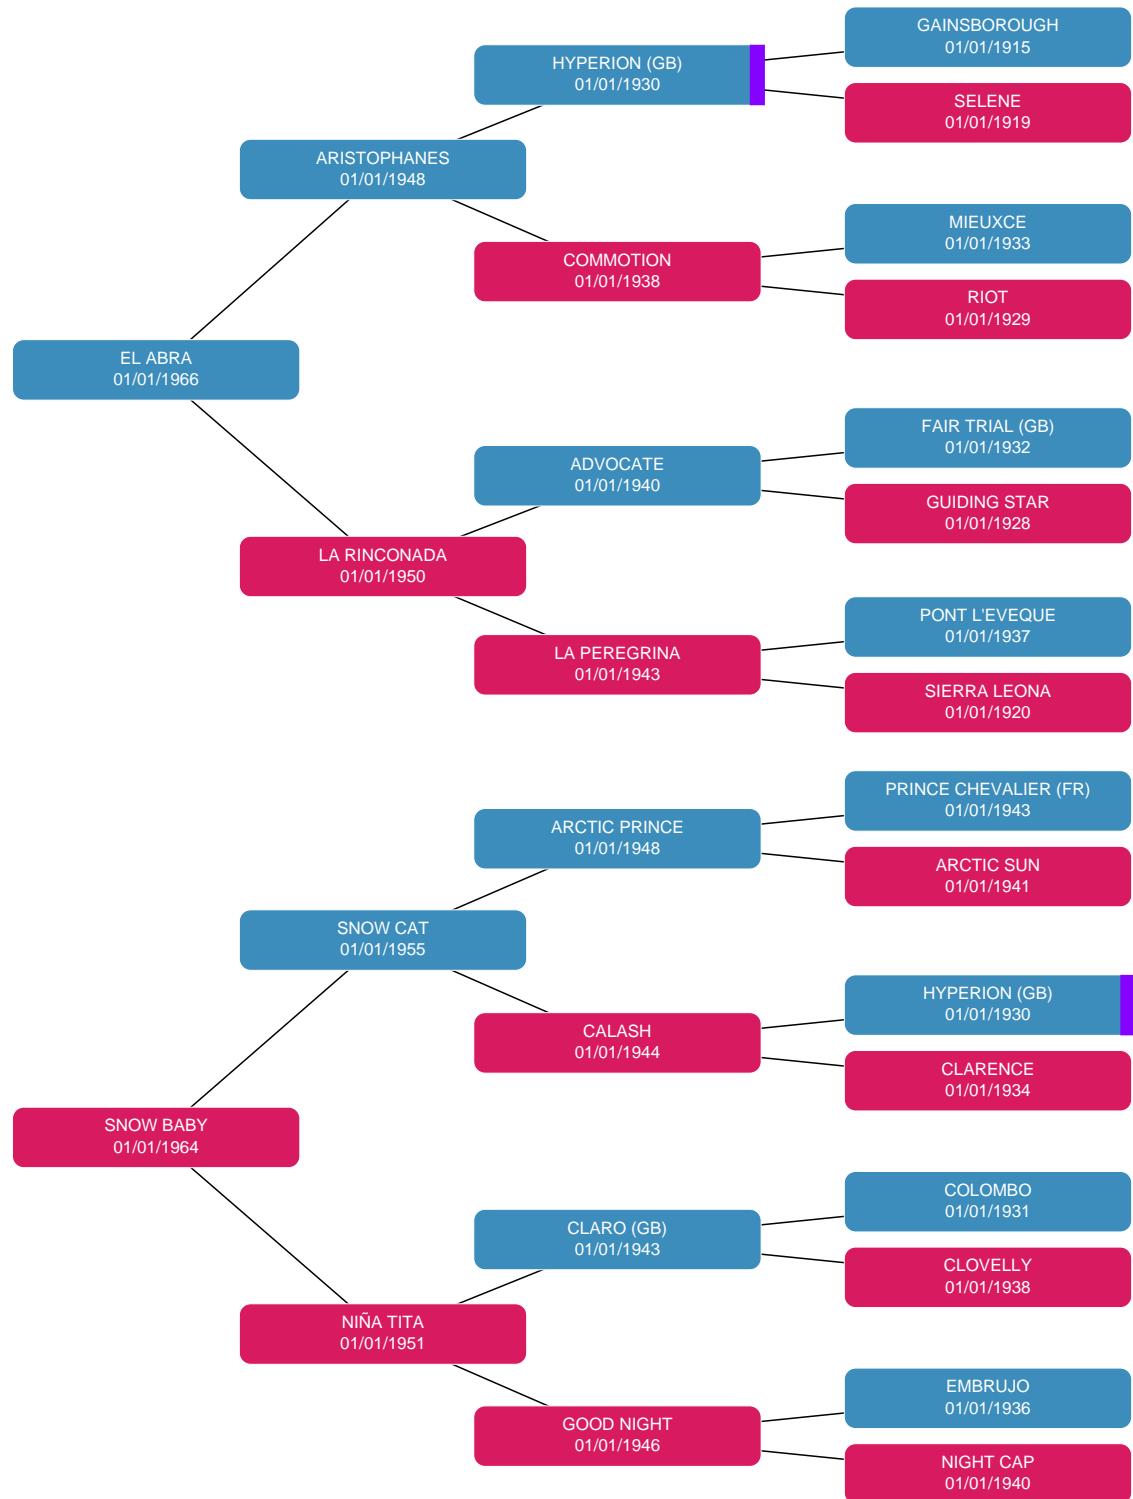 GAINSBOROUGH
01/01/1915
HYPERION (GB)
01/01/1930
SELENE
01/01/1919
ARISTOPHANES
01/01/1948
MIEUXCE
01/01/1933
COMMOTION
01/01/1938
RIOT
01/01/1929
EL ABRA
01/01/1966
FAIR TRIAL (GB)
01/01/1932
ADVOCATE
01/01/1940
GUIDING STAR
01/01/1928
LA RINCONADA
01/01/1950
PONT L'EVEQUE
01/01/1937
LA PEREGRINA
01/01/1943
SIERRA LEONA
01/01/1920
PRINCE CHEVALIER (FR)
01/01/1943
ARCTIC PRINCE
01/01/1948
ARCTIC SUN
01/01/1941
SNOW CAT
01/01/1955
HYPERION (GB)
01/01/1930
CALASH
01/01/1944
CLARENCE
01/01/1934
SNOW BABY
01/01/1964
COLOMBO
01/01/1931
CLARO (GB)
01/01/1943
CLOVELLY
01/01/1938
NIÑA TITA
01/01/1951
EMBRUJO
01/01/1936
GOOD NIGHT
01/01/1946
NIGHT CAP
01/01/1940